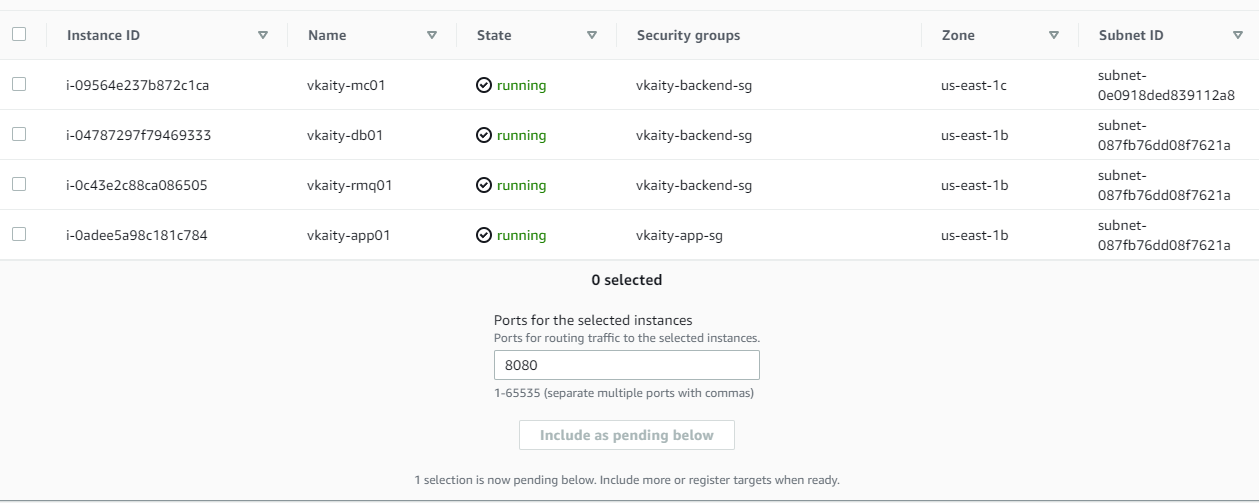 Instance ID Name State Security groups Zone Subnet ID
i-09564e237b872c1ca vkaity-mc01 running vkaity-backend-sg us-east-1c subnet-
0e0918ded839112a8
i-04787297f79469333 vkaity-db01 running vkaity-backend-sg us-east-1b subnet-
087fb76dd08f7621a
i-0c43e2c88ca086505 vkaity-rmq01 running vkaity-backend-sg us-east-1b subnet-
087fb76dd08f7621a
i-0adee5a98c181c784 vkaity-app01 running vkaity-app-sg us-east-1b subnet-
087fb76dd08f7621a
0 selected
Ports for the selected instances
Ports for routing traffic to the selected instances.
8080
1-65535 (separate multiple ports with commas)
Include as pending below
1 selection is now pending below. Include more or register targets when ready.